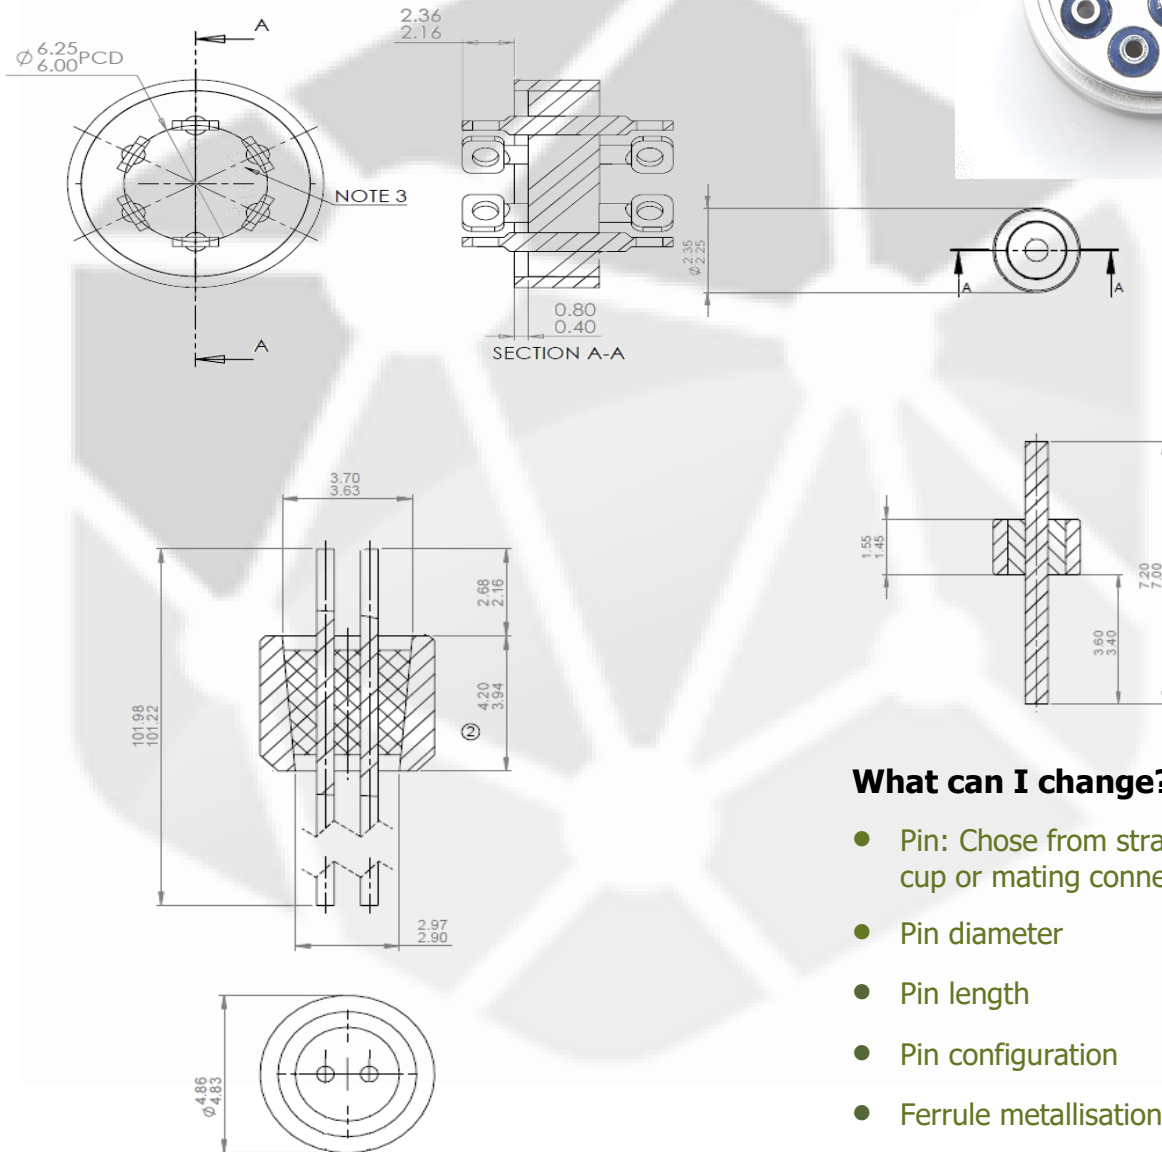 A
⌀ 6.25
6.00 PCD
NOTE 3
A
2.36
2.16
0.80
0.40
SECTION A-A
⌀ 2.35
2.25
A
A
3.70
3.63
2.68
2.16
4.20
3.94
②
101.98
101.22
2.97
2.90
⌀ 4.86
4.83
1.55
1.45
7.20
7.00
3.60
3.40
What can I change?
● Pin: Chose from stra
cup or mating conne
● Pin diameter
● Pin length
● Pin configuration
● Ferrule metallisation